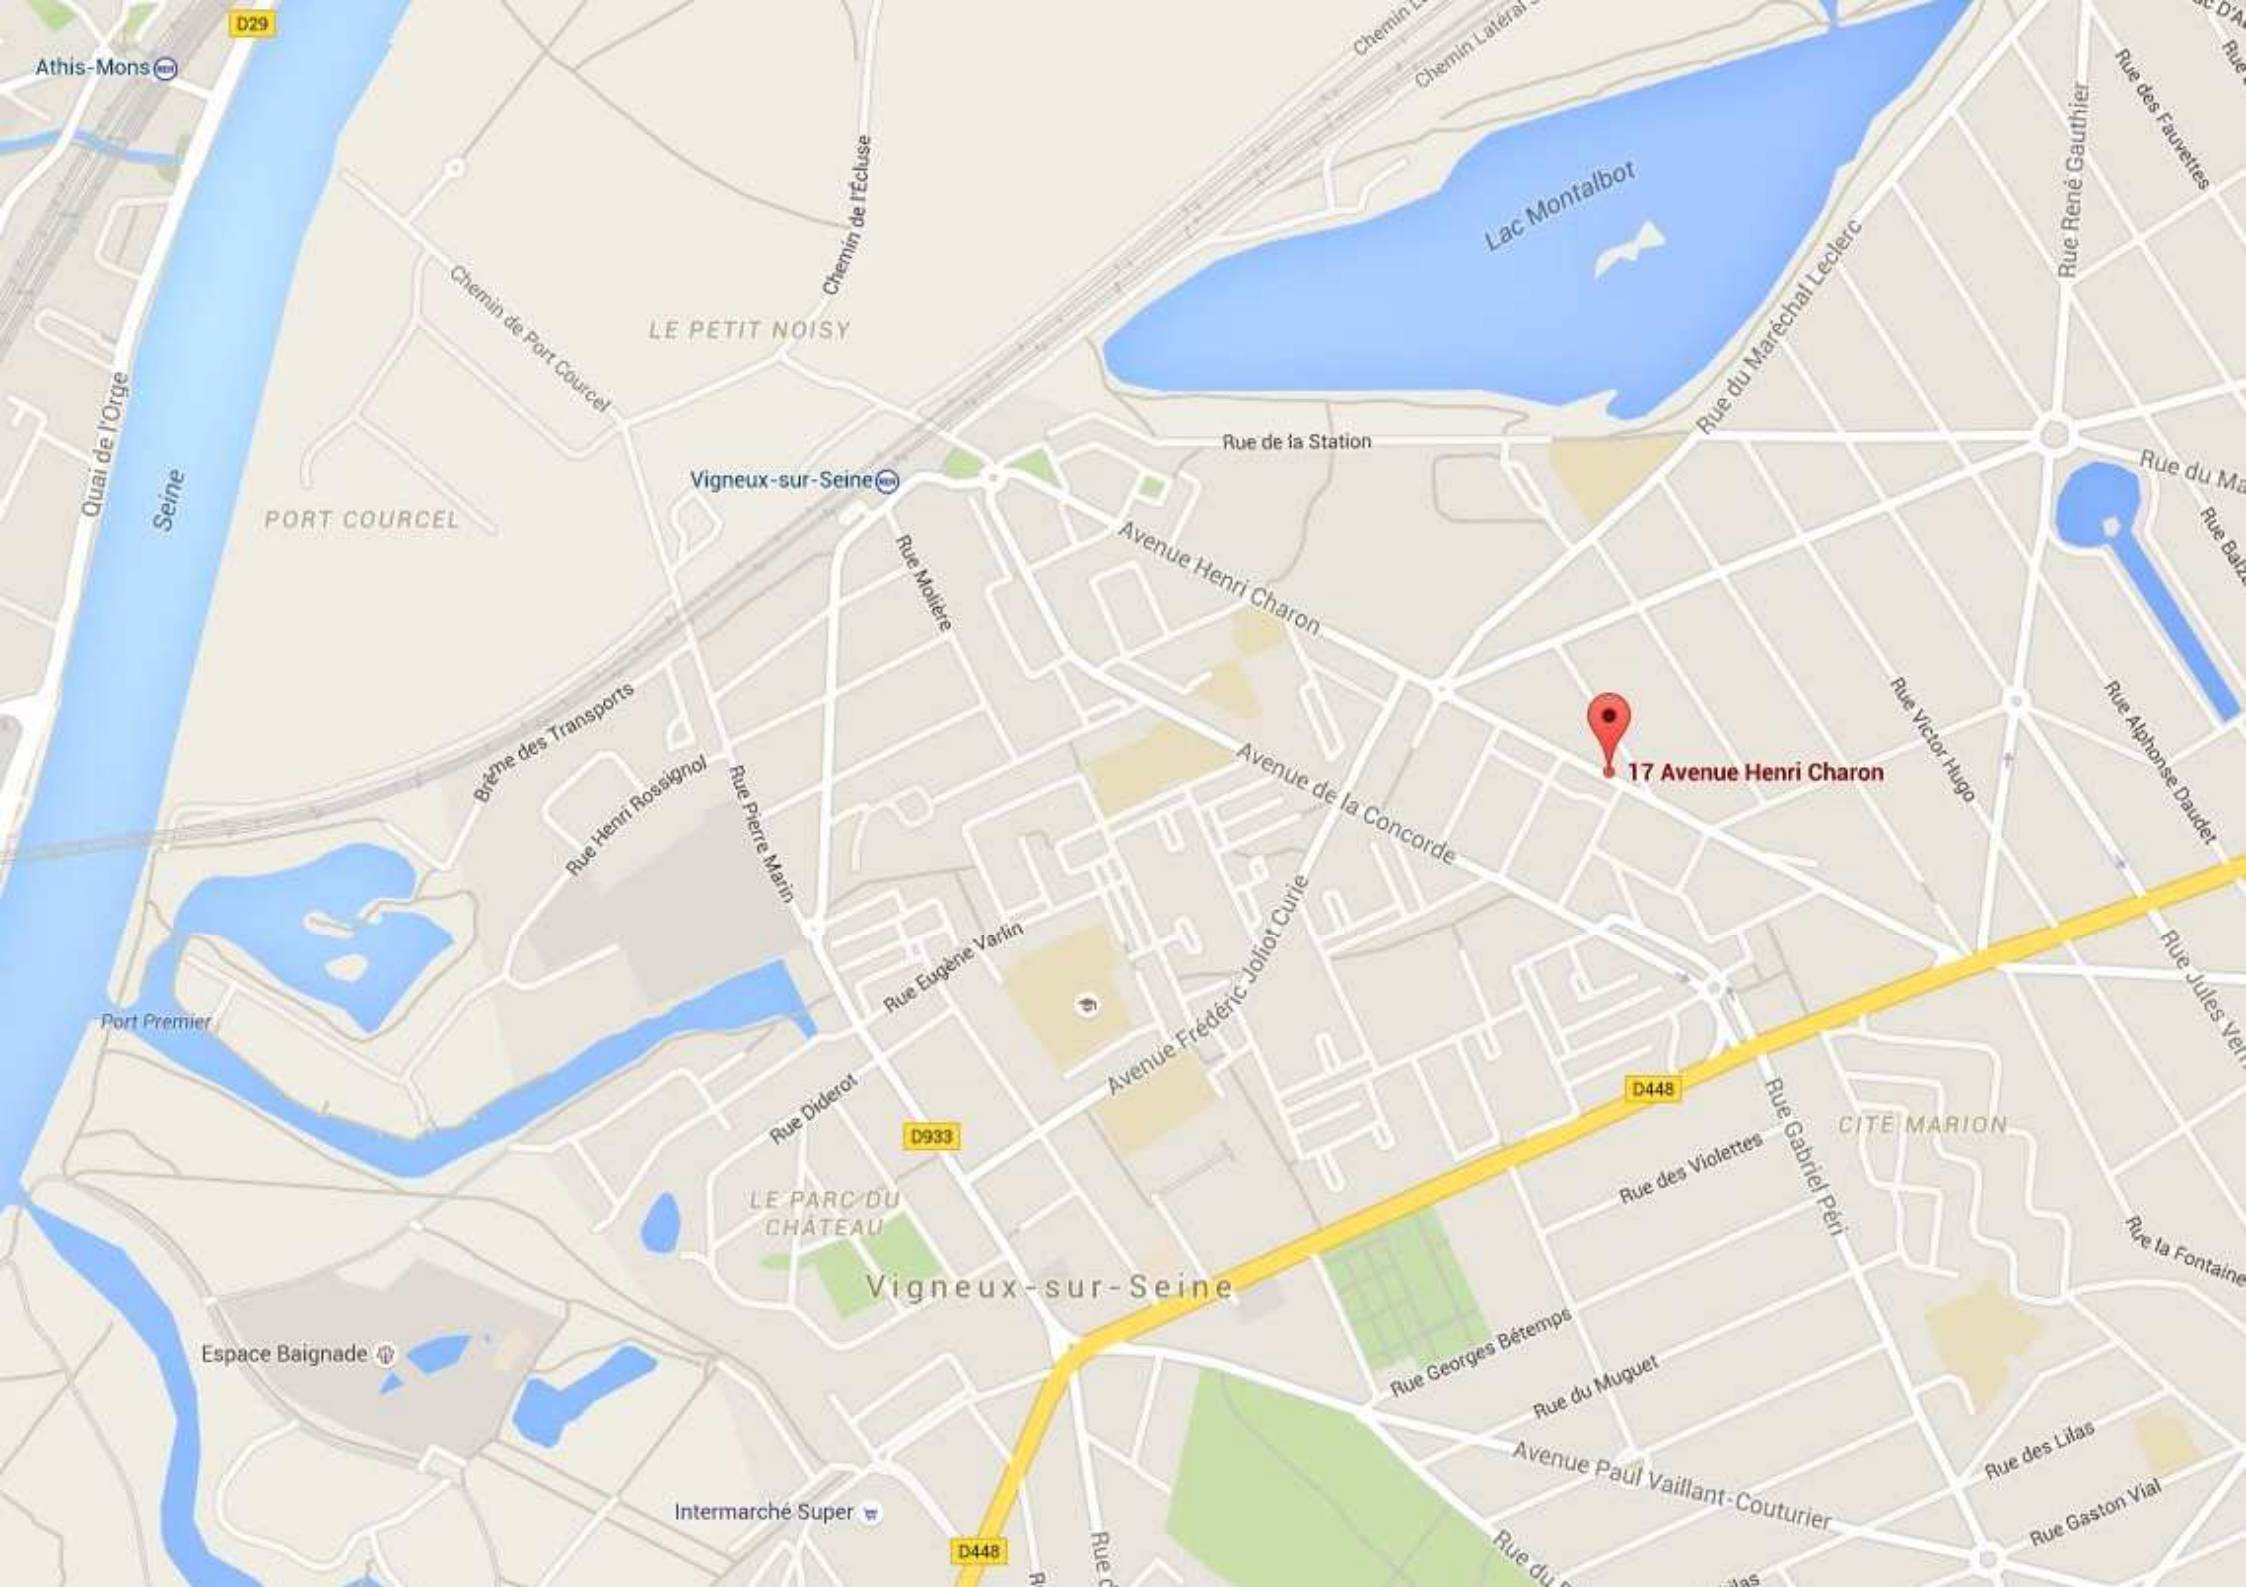 D29
Athis-Mons
Chemin Latéral
Rue des Fauvettes
Rue René Gauthier
Chemin de l'Écluse
Lac Montalbot
Rue du Maréchal Leclerc
Chemin de Port Courcel
LE PETIT NOISY
Quai de l'Orge
Seine
Rue de la Station
Vigneux-sur-Seine
PORT COURCEL
Avenue Henri Charon
Rue Molière
17 Avenue Henri Charon
Rue Victor Hugo
Rue Alphonse Daudet
Brême des Transports
Rue Henri Rossignol
Rue Pierre Marin
Avenue de la Concorde
Rue Eugène Varlin
Avenue Frédéric Joliot Curie
Port Premier
Rue Diderot
D933
D448
Rue Gabriel Péri
CITÉ MARION
Rue des Violettes
LE PARC DU
CHÂTEAU
Vigneux-sur-Seine
Rue la Fontaine
Espace Baignade
Rue Georges Bétemps
Rue du Muguet
Rue des Lilas
Avenue Paul Vaillant-Couturier
Rue Gaston Vial
Intermarché Super
D448
Rue du